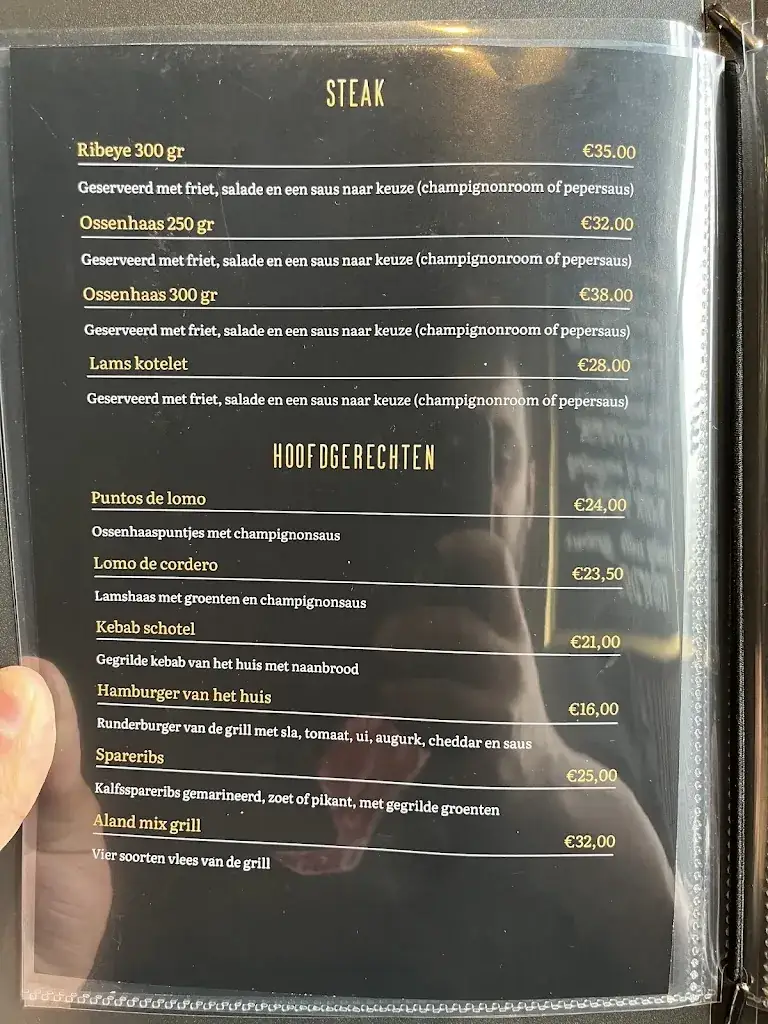 STEAK
Ribeye 300 gr €35.00
Geserveerd met friet, salade en een saus naar keuze (champignonroom of pepersaus)
Ossenhaas 250 gr €32.00
Geserveerd met friet, salade en een saus naar keuze (champignonroom of pepersaus)
Ossenhaas 300 gr €38.00
Geserveerd met friet, salade en een saus naar keuze (champignonroom of pepersaus)
Lams kotelet €28.00
Geserveerd met friet, salade en een saus naar keuze (champignonroom of pepersaus)
HOOFDGERECHTEN
Puntos de lomo €24,00
Ossenhaaspuntjes met champignonsaus
Lomo de cordero €23,50
Lamshaas met groenten en champignonsaus
Kebab schotel €21,00
Gegrilde kebab van het huis met naanbrood
Hamburger van het huis €16,00
Runderburger van de grill met sla, tomaat, ui, augurk, cheddar en saus
Spareribs €25,00
Kalfsspareribs gemarineerd, zoet of pikant, met gegrilde groenten
Aland mix grill €32,00
Vier soorten vlees van de grill